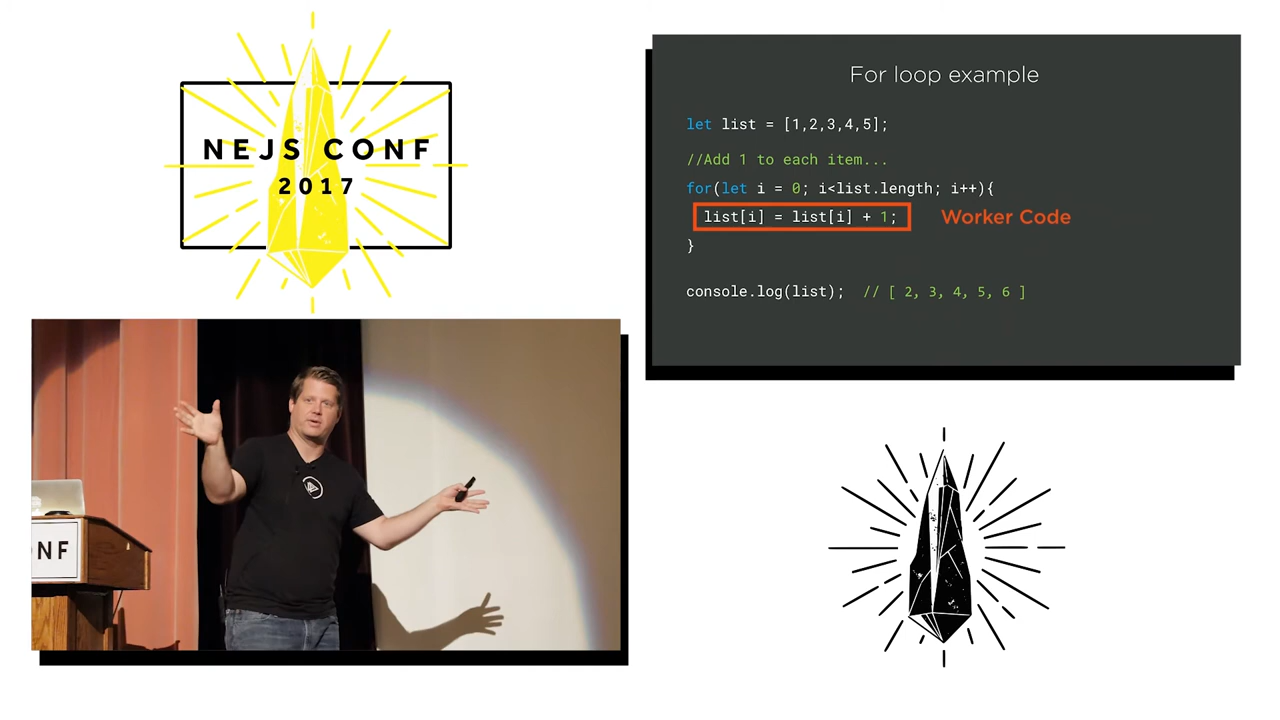 NEJS CONF
2017
For loop example
let list = [1,2,3,4,5];
//Add 1 to each item...
for(let i = 0; i<list.length; i++){
list[i] = list[i] + 1;
Worker Code
}
console.log(list); // [ 2, 3, 4, 5, 6 ]
ONF